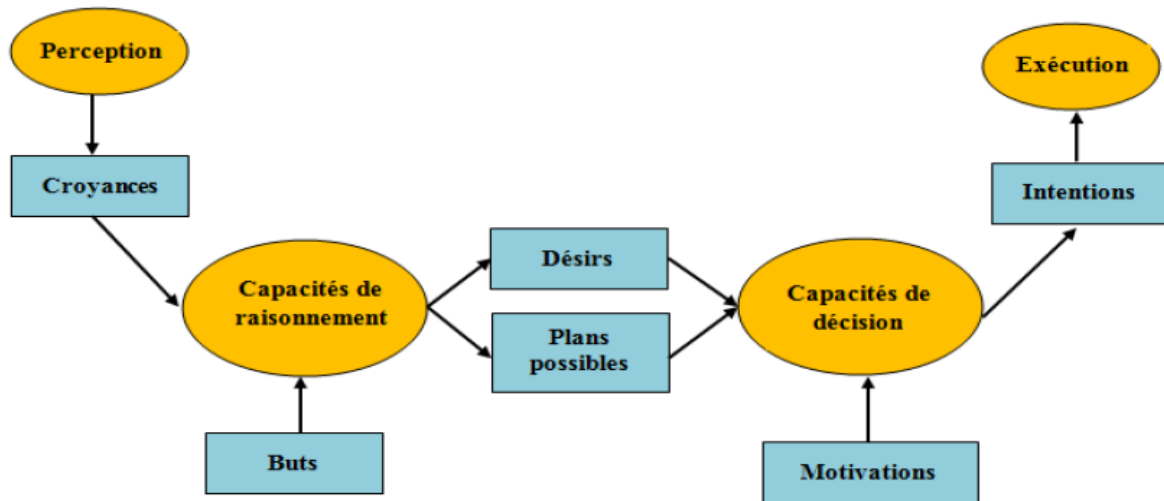 Perception
Exécution
Croyances
Intentions
Désirs
Capacités de
raisonnement
Capacités de
décision
Plans
possibles
Buts
Motivations